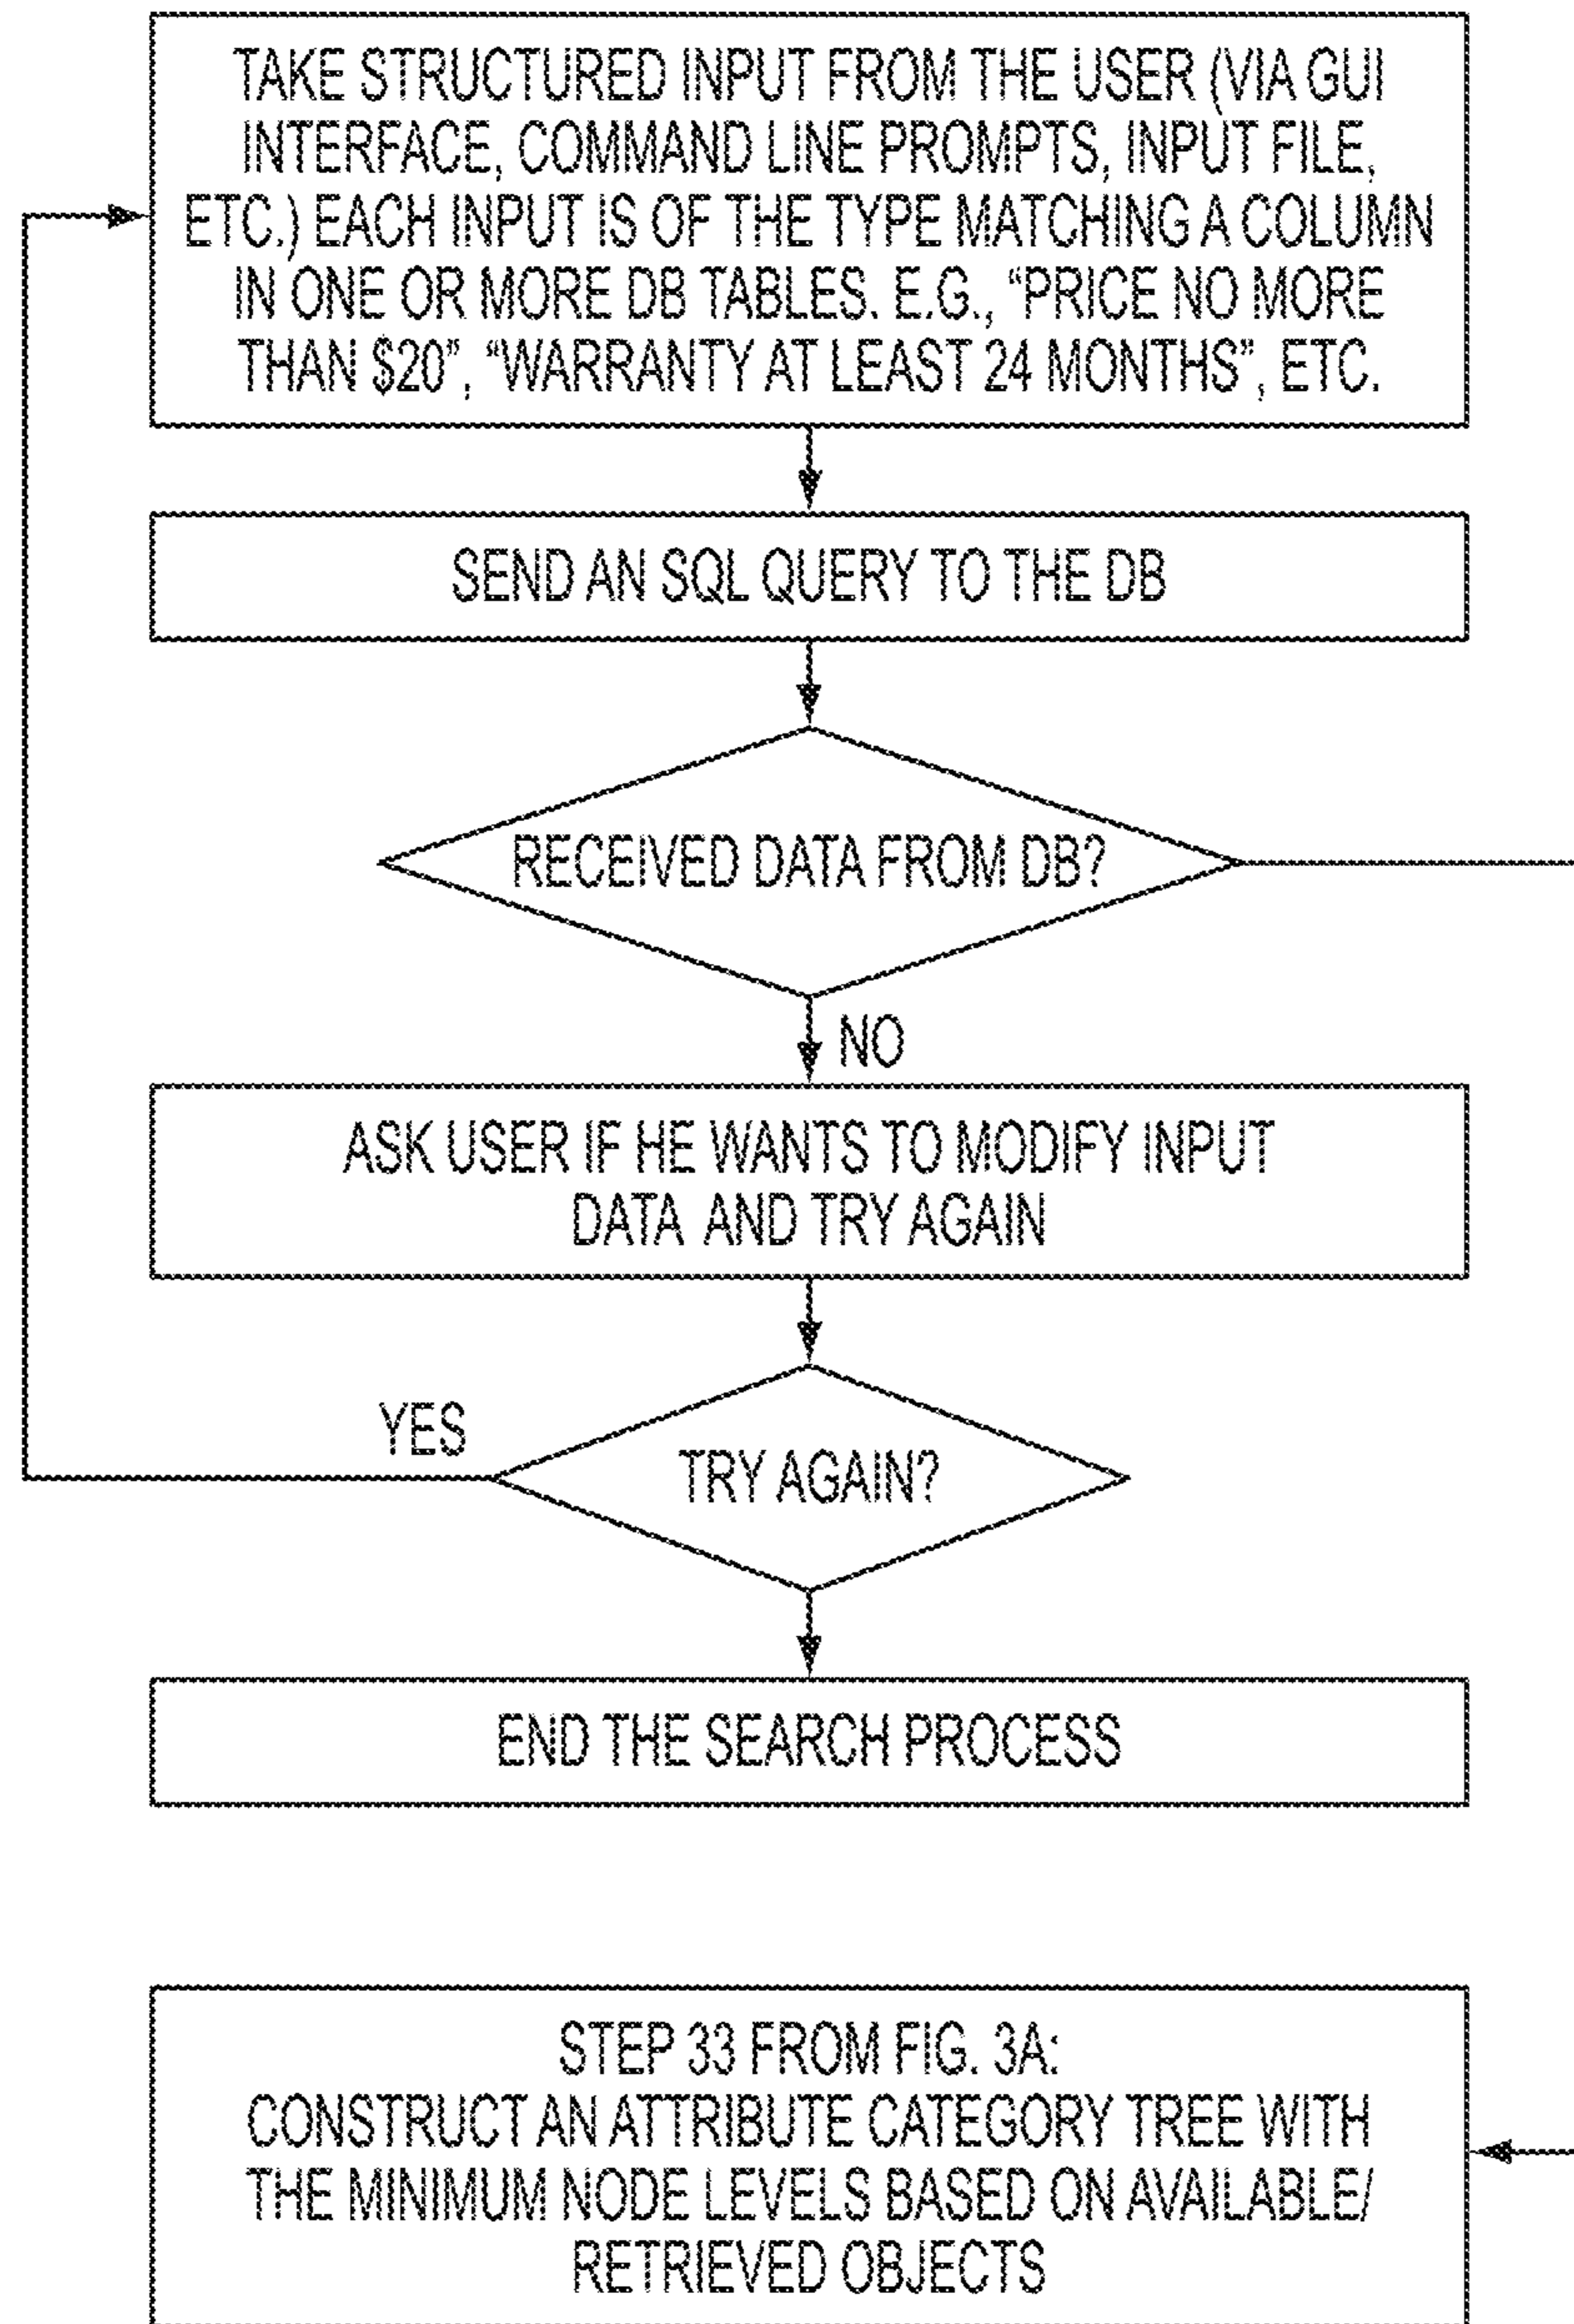 TAKE STRUCTURED INPUT FROM THE USER (VIA GUI
INTERFACE, COMMAND LINE PROMPTS, INPUT FILE,
ETC.) EACH INPUT IS OF THE TYPE MATCHING A COLUMN
IN ONE OR MORE DB TABLES. E.G., “PRICE NO MORE
THAN $20”, “WARRANTY AT LEAST 24 MONTHS”, ETC.
SEND AN SQL QUERY TO THE DB
RECEIVED DATA FROM DB?
NO
ASK USER IF HE WANTS TO MODIFY INPUT
DATA AND TRY AGAIN
YES
TRY AGAIN?
END THE SEARCH PROCESS
STEP 33 FROM FIG. 3A:
CONSTRUCT AN ATTRIBUTE CATEGORY TREE WITH
THE MINIMUM NODE LEVELS BASED ON AVAILABLE/
RETRIEVED OBJECTS